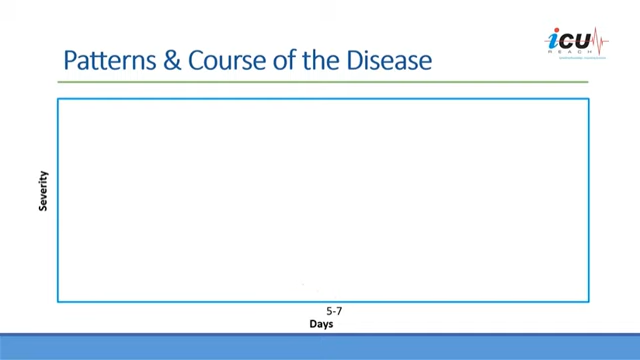 iCU
REACH
Patterns & Course of the Disease
Severity
5-7
Days